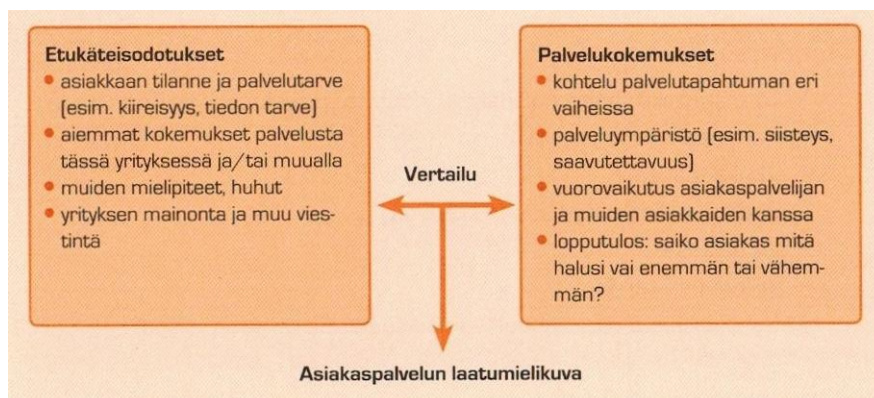 Etukäteisodotukset
• asiakkaan tilanne ja palvelutarve
(esim. kiireisyys, tiedon tarve)
• aiemmat kokemukset palvelusta
tässä yrityksessä ja/tai muualla
• muiden mielipiteet, huhut
• yrityksen mainonta ja muu vies-
tintä
Vertailu
Palvelukokemukset
• kohtelu palvelutapahtuman eri
vaiheissa
• palveluympäristö (esim. siisteys,
saavutettavuus)
• vuorovaikutus asiakaspalvelijan
ja muiden asiakkaiden kanssa
• lopputulos: saiko asiakas mitä
halusi vai enemmän tai vähem-
män?
Asiakaspalvelun laatumielikuva